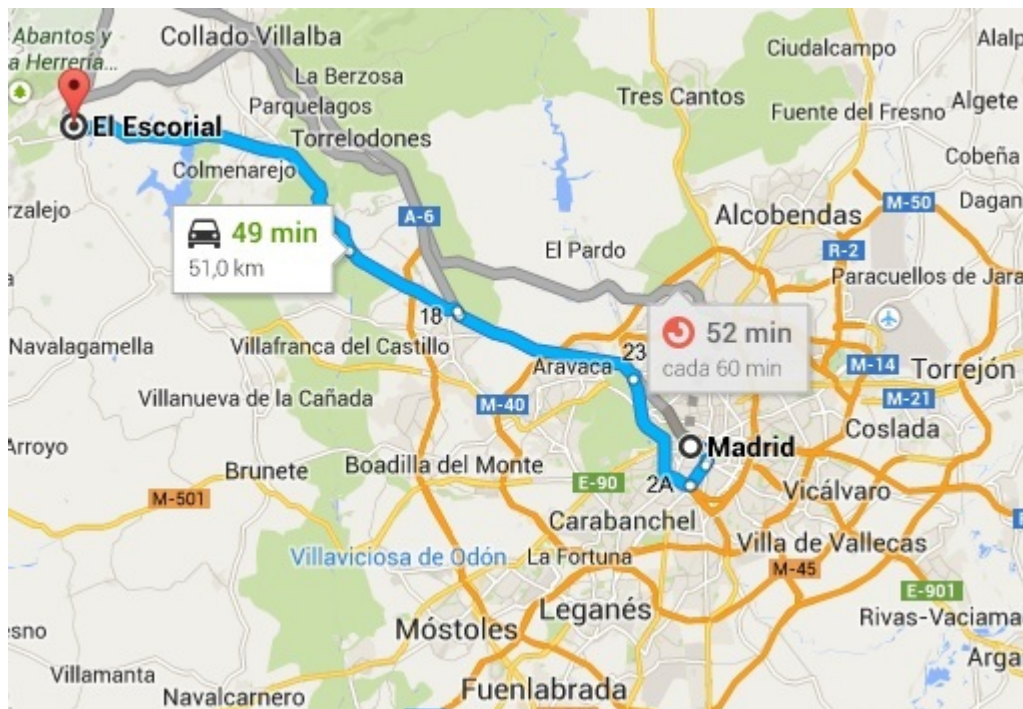 Abantos y
a Herrería...
Collado Villalba
Ciudalcampo
Alalp
La Berzosa
Parquelagos
Tres Cantos
Fuente del Fresno
Algete
El Escorial
Torrelodones
Colmenarejo
Cobeña
rzalejo
A-6
Alcobendas
M-50
Dagan
49 min
51,0 km
El Pardo
R-2
Paracuellos de Jara
18
52 min
cada 60 min
Navalagamella
Villafranca del Castillo
Aravaca
23
M-14
Torrejón
Villanueva de la Cañada
M-40
M-21
Coslada
Arroyo
Madrid
Brunete
Boadilla del Monte
E-90
2A
Vicálvaro
M-501
Carabanchel
Villaviciosa de Odón
La Fortuna
Villa de Vallecas
M-45
E-901
Leganés
Rivas-Vaciama
esno
Móstoles
Arga
Villamanta
Navalcarnero
Fuenlabrada